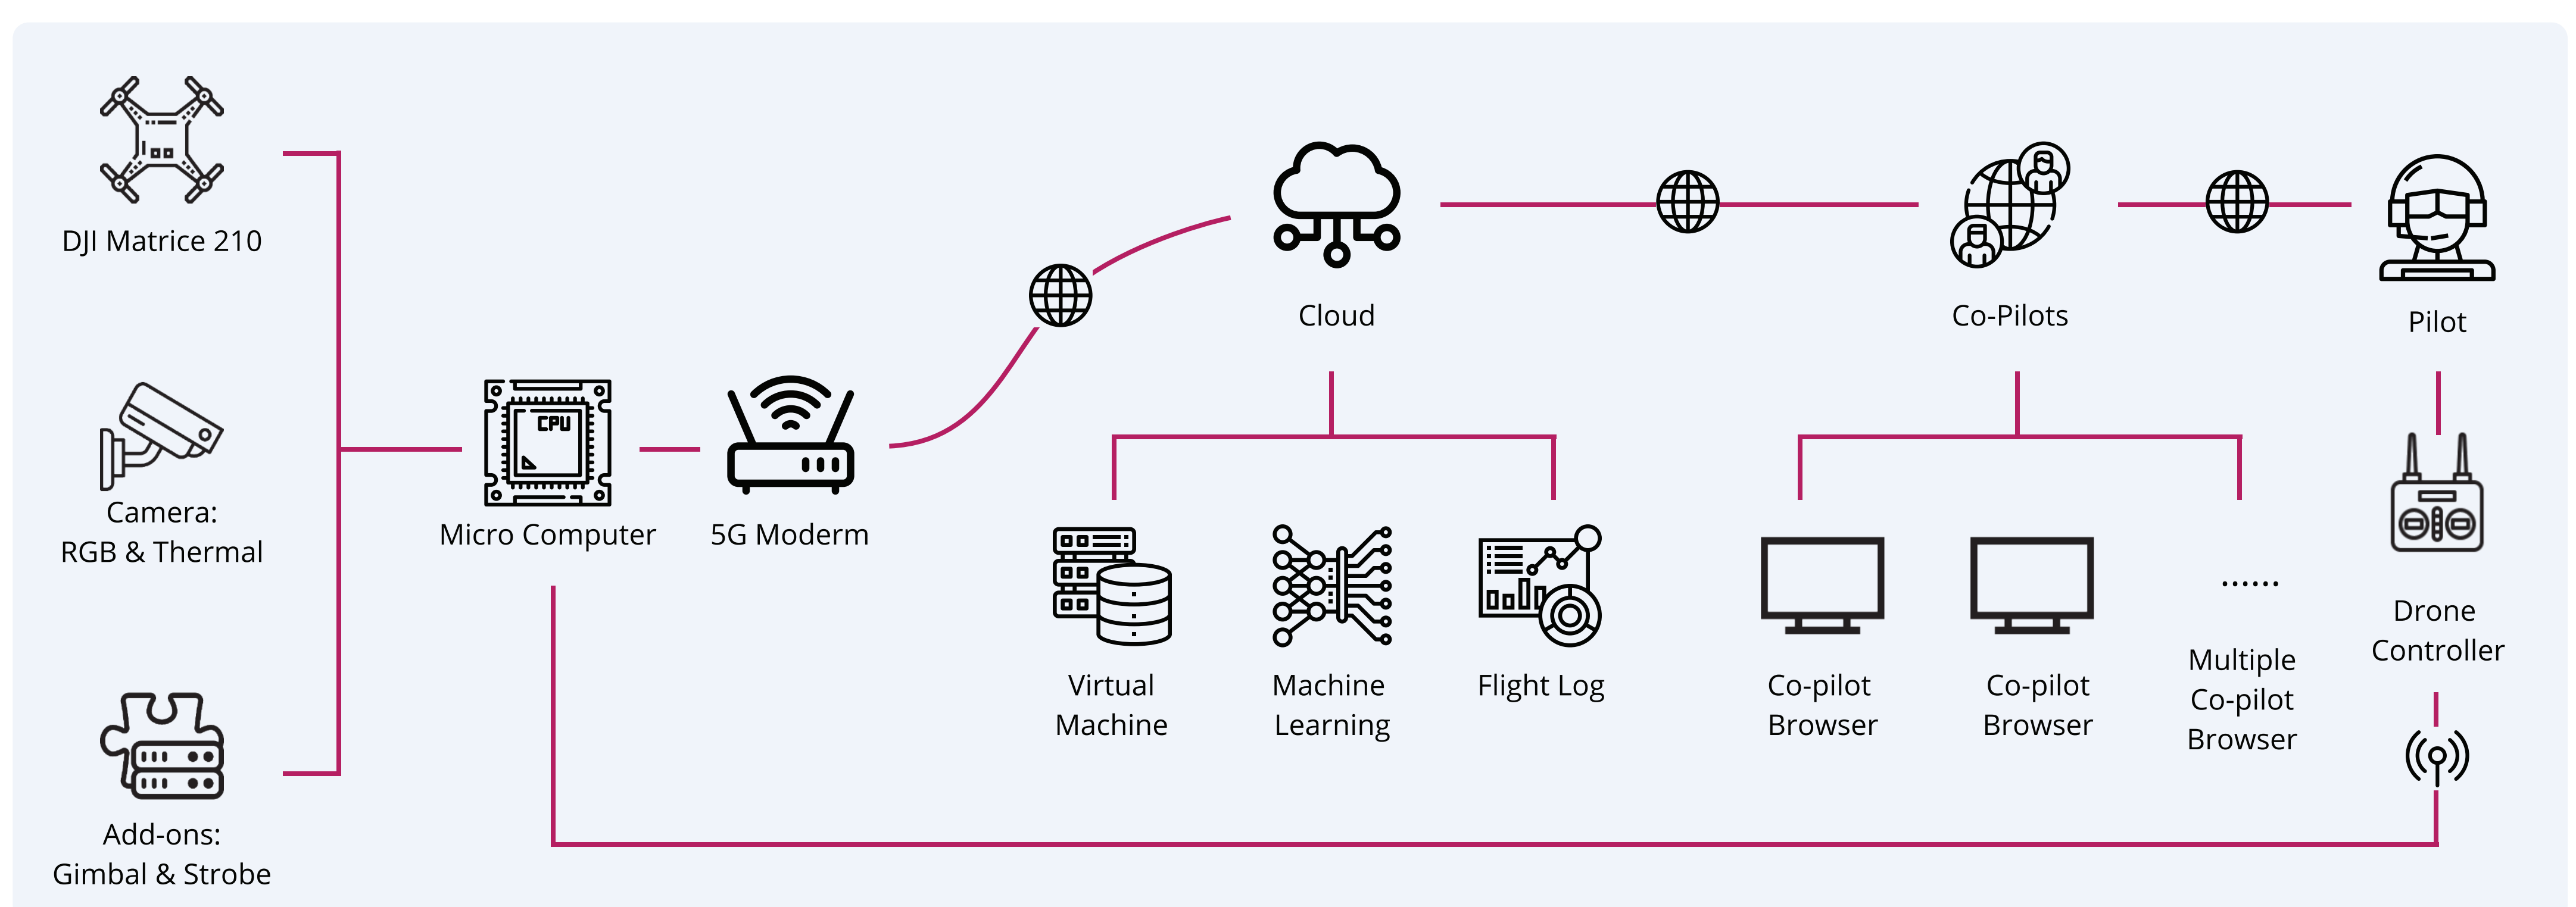 DJI Matrice 210
Camera:
RGB & Thermal
Add-ons:
Gimbal & Strobe
CPU
Micro Computer
5G Moderm
Cloud
Virtual
Machine
Machine
Learning
Flight Log
Co-Pilots
Co-pilot
Browser
Co-pilot
Browser
......
Multiple
Co-pilot
Browser
Pilot
Drone
Controller